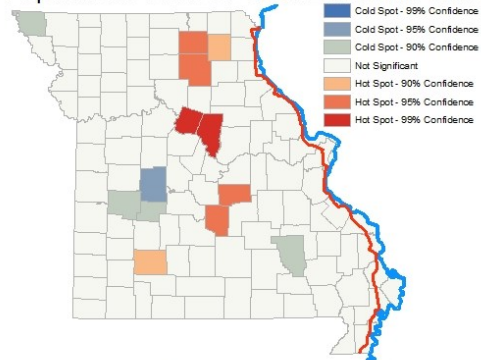 Cold Spot - 99% Confidence
Cold Spot - 95% Confidence
Cold Spot - 90% Confidence
Not Significant
Hot Spot - 90% Confidence
Hot Spot - 95% Confidence
Hot Spot - 99% Confidence